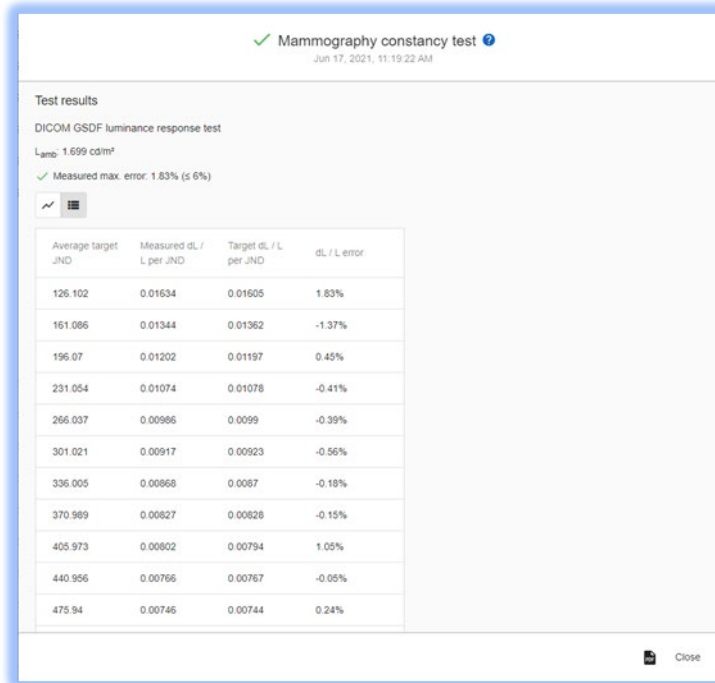 Mammography constancy test ?
Jun 17, 2021, 11:19:22 AM
Test results
DICOM GSDF luminance response test
Lamb: 1.699 cd/m²
Measured max. error: 1.83% (≤ 6%)
Average target JND Measured dL / L per JND Target dL / L per JND dL / L error
126.102 0.01634 0.01605 1.83%
161.086 0.01344 0.01362 -1.37%
196.07 0.01202 0.01197 0.45%
231.054 0.01074 0.01078 -0.41%
266.037 0.00986 0.0099 -0.39%
301.021 0.00917 0.00923 -0.56%
336.005 0.00868 0.0087 -0.18%
370.989 0.00827 0.00828 -0.15%
405.973 0.00802 0.00794 1.05%
440.956 0.00766 0.00767 -0.05%
475.94 0.00746 0.00744 0.24%
PDF Close